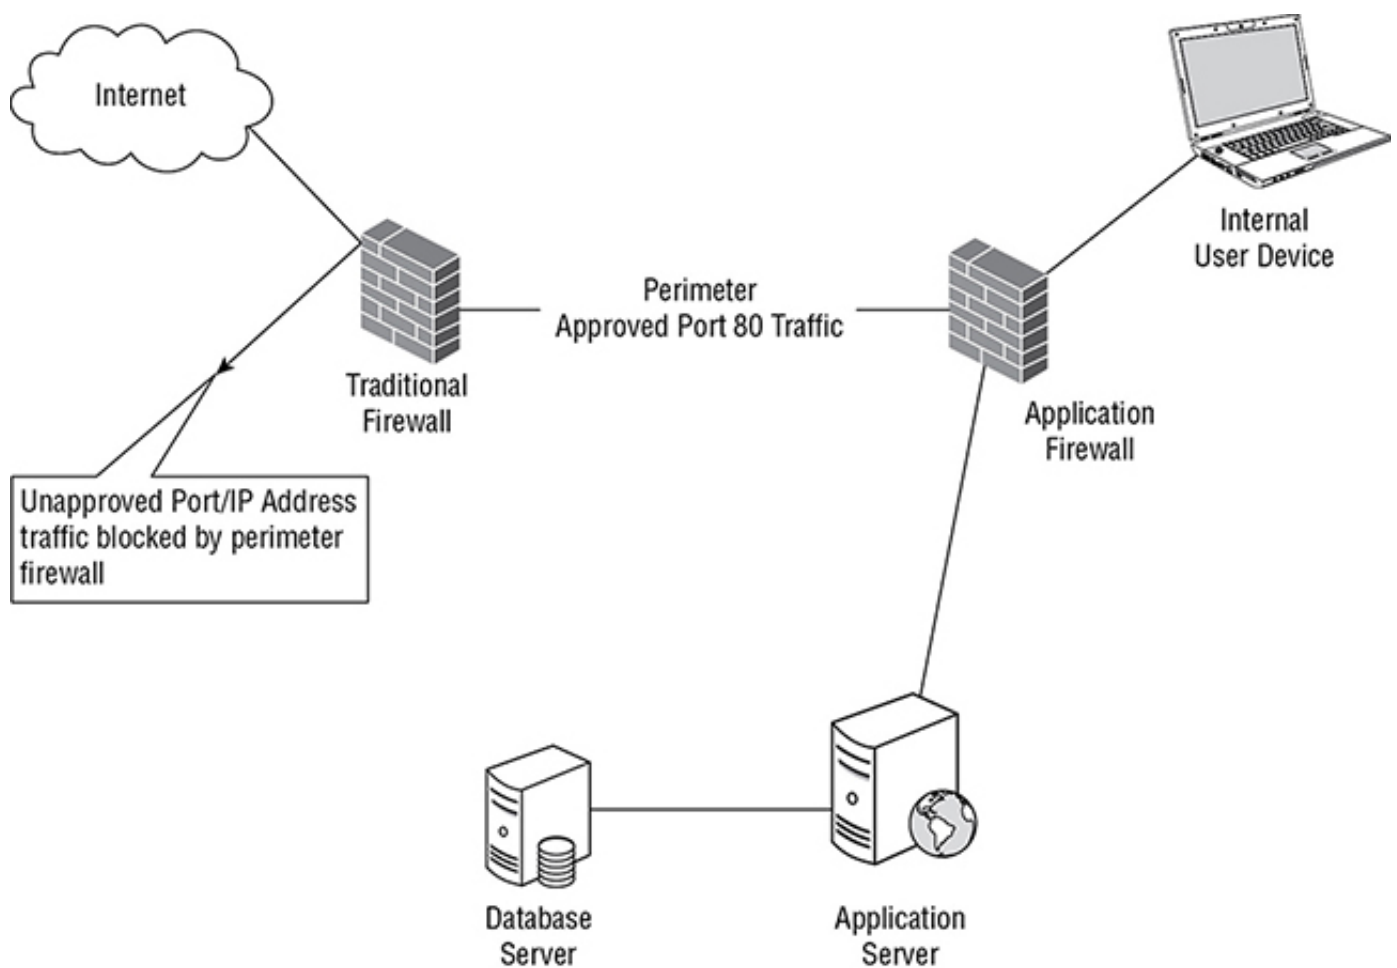 Internet
Internal
User Device
Perimeter
Approved Port 80 Traffic
Traditional
Firewall
Application
Firewall
Unapproved Port/IP Address
traffic blocked by perimeter
firewall
Database
Server
Application
Server